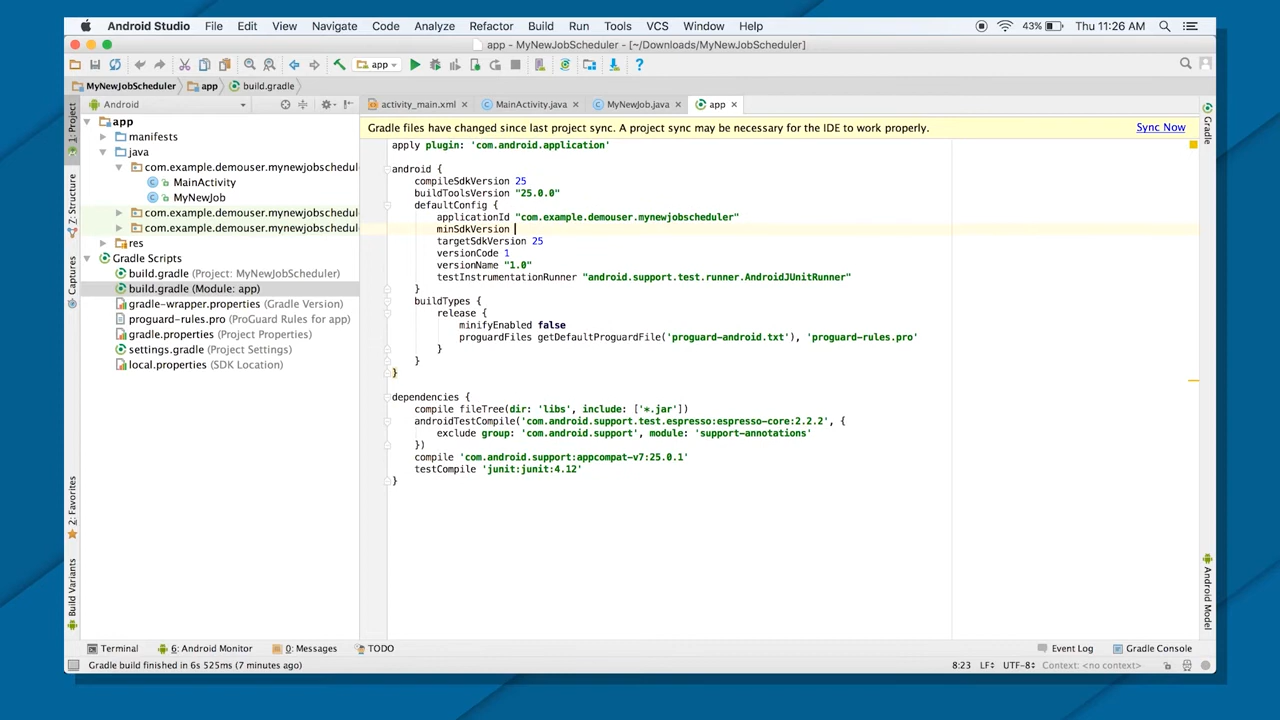 Android Studio File Edit View Navigate Code Analyze Refactor Build Run Tools VCS Window Help 43% Thu 11:26 AM
app - MyNewJobScheduler - [~/Downloads/MyNewJobScheduler]
app
MyNewJobScheduler app build.gradle
1: Project
7: Structure
Captures
2: Favorites
Build Variants
Android
app
manifests
java
com.example.demouser.mynewjobschedul
MainActivity
MyNewJob
com.example.demouser.mynewjobschedul
com.example.demouser.mynewjobschedul
res
Gradle Scripts
build.gradle (Project: MyNewJobScheduler)
build.gradle (Module: app)
gradle-wrapper.properties (Gradle Version)
proguard-rules.pro (ProGuard Rules for app)
gradle.properties (Project Properties)
settings.gradle (Project Settings)
local.properties (SDK Location)
activity_main.xml MainActivity.java MyNewJob.java app
Gradle files have changed since last project sync. A project sync may be necessary for the IDE to work properly. Sync Now
apply plugin: 'com.android.application'
android {
compileSdkVersion 25
buildToolsVersion "25.0.0"
defaultConfig {
applicationId "com.example.demouser.mynewjobscheduler"
minSdkVersion
targetSdkVersion 25
versionCode 1
versionName "1.0"
testInstrumentationRunner "android.support.test.runner.AndroidJUnitRunner"
}
buildTypes {
release {
minifyEnabled false
proguardFiles getDefaultProguardFile('proguard-android.txt'), 'proguard-rules.pro'
}
}
}
dependencies {
compile fileTree(dir: 'libs', include: ['*.jar'])
androidTestCompile('com.android.support.test.espresso:espresso-core:2.2.2', {
exclude group: 'com.android.support', module: 'support-annotations'
})
compile 'com.android.support:appcompat-v7:25.0.1'
testCompile 'junit:junit:4.12'
}
Gradle
Android Model
Terminal 6: Android Monitor 0: Messages TODO Event Log Gradle Console
Gradle build finished in 6s 525ms (7 minutes ago) 8:23 LF UTF-8 Context: <no context>